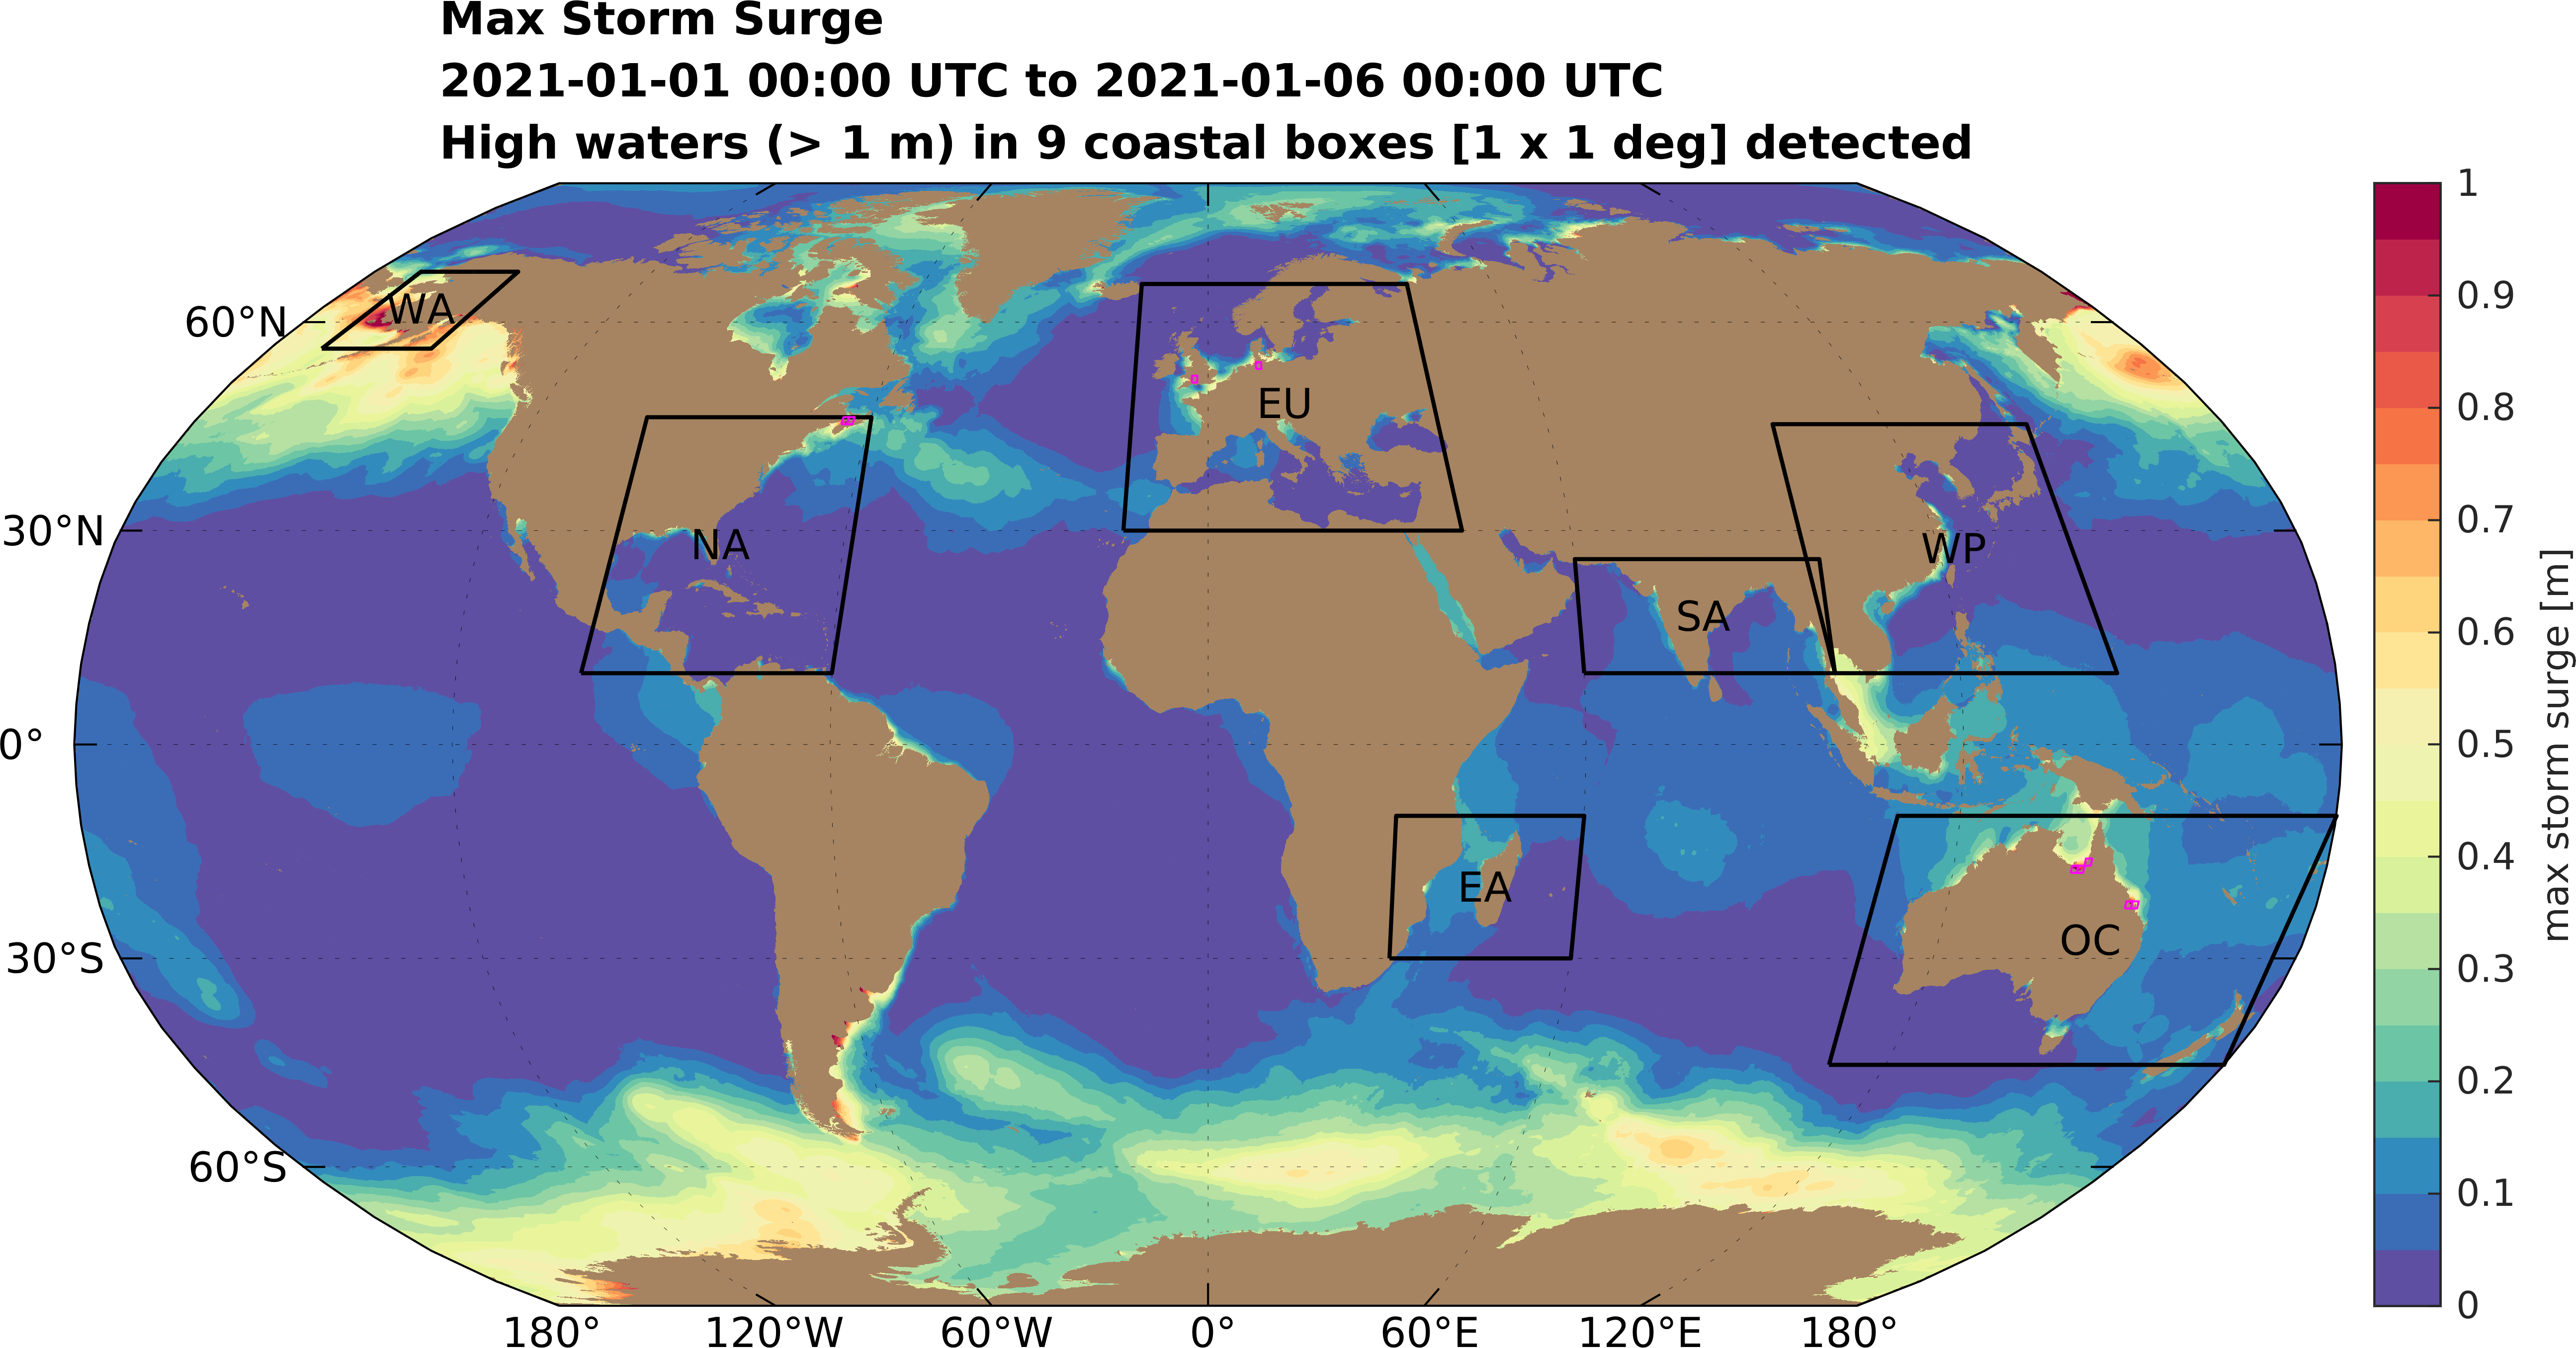 Max Storm Surge
2021-01-01 00:00 UTC to 2021-01-06 00:00 UTC
High waters (> 1 m) in 9 coastal boxes [1 x 1 deg] detected
60°N
30°N
0°
30°S
60°S
180°
120°W
60°W
0°
60°E
120°E
180°
WA
NA
EU
SA
WP
EA
OC
1
0.9
0.8
0.7
0.6
0.5
0.4
0.3
0.2
0.1
0
max storm surge [m]